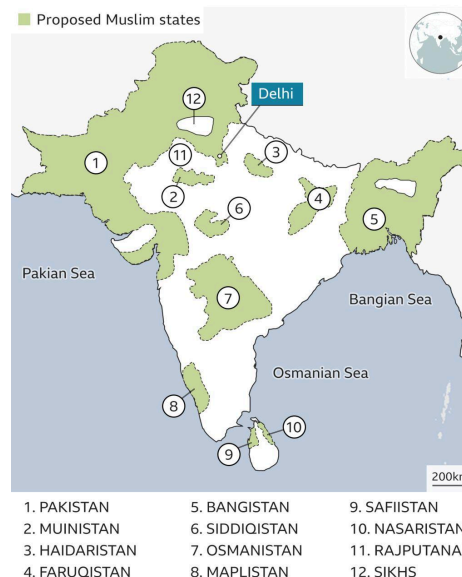 Proposed Muslim states
12
Delhi
11
1
3
2
4
6
5
Pakian Sea
7
Bangian Sea
Osmanian Sea
8
10
9
200km
1. PAKISTAN 5. BANGISTAN 9. SAFIISTAN
2. MUINISTAN 6. SIDDIQISTAN 10. NASARISTAN
3. HAIDARISTAN 7. OSMANISTAN 11. RAJPUTANA
4. FARUQISTAN 8. MAPLISTAN 12. SIKHS